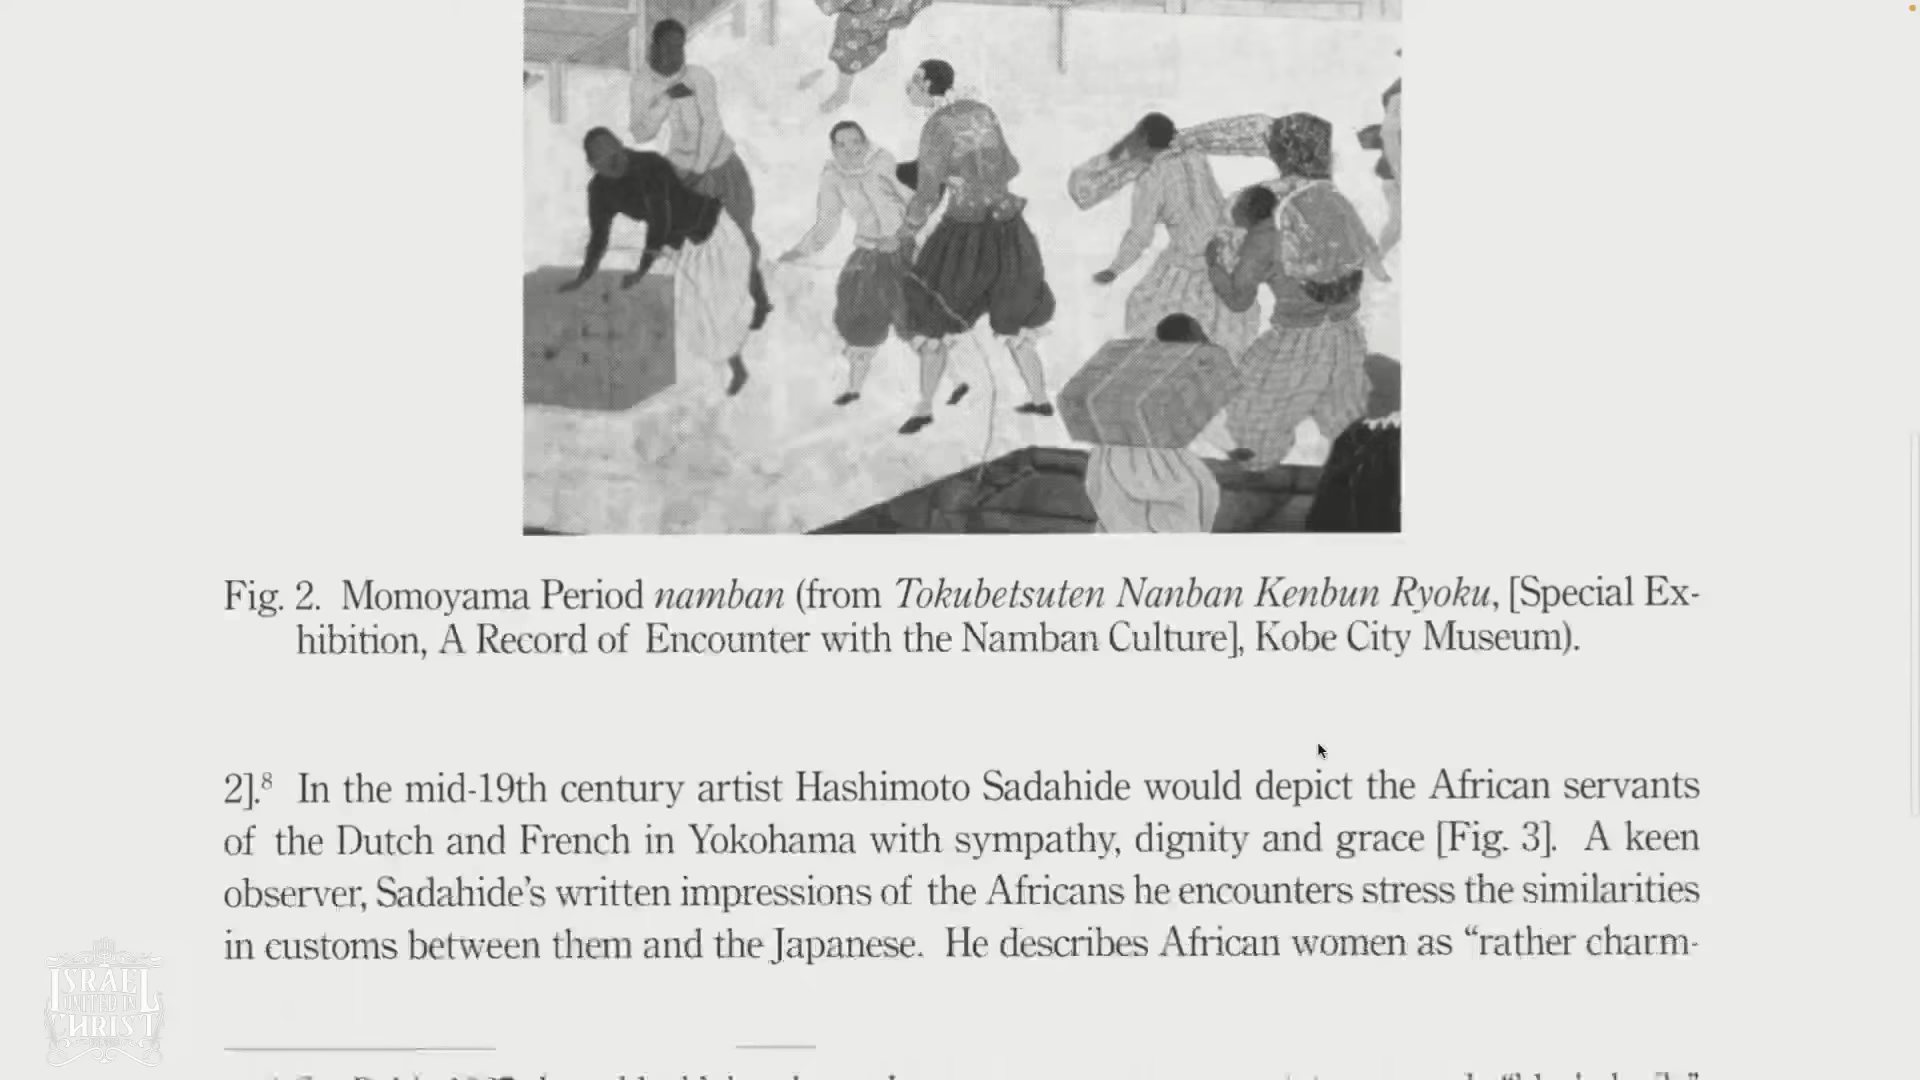 Fig. 2. Momoyama Period namban (from Tokubetsuten Nanban Kenbun Ryoku, [Special Ex-
hibition, A Record of Encounter with the Namban Culture], Kobe City Museum).
2].⁸ In the mid-19th century artist Hashimoto Sadahide would depict the African servants
of the Dutch and French in Yokohama with sympathy, dignity and grace [Fig. 3]. A keen
observer, Sadahide's written impressions of the Africans he encounters stress the similarities
in customs between them and the Japanese. He describes African women as “rather charm-
ISRAEL
UNITED IN
CHRIST